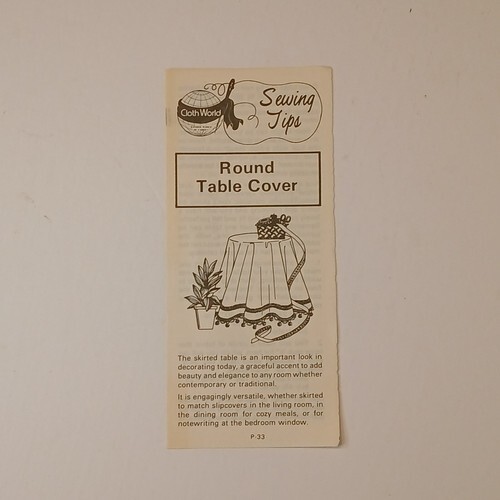 Cloth World
Sewing
Tips
Round
Table Cover
The skirted table is an important look in
decorating today, a graceful accent to add
beauty and elegance to any room whether
contemporary or traditional.
It is engagingly versatile, whether skirted
to match slipcovers in the living room, in
the dining room for cozy meals, or for
notewriting at the bedroom window.
P-33